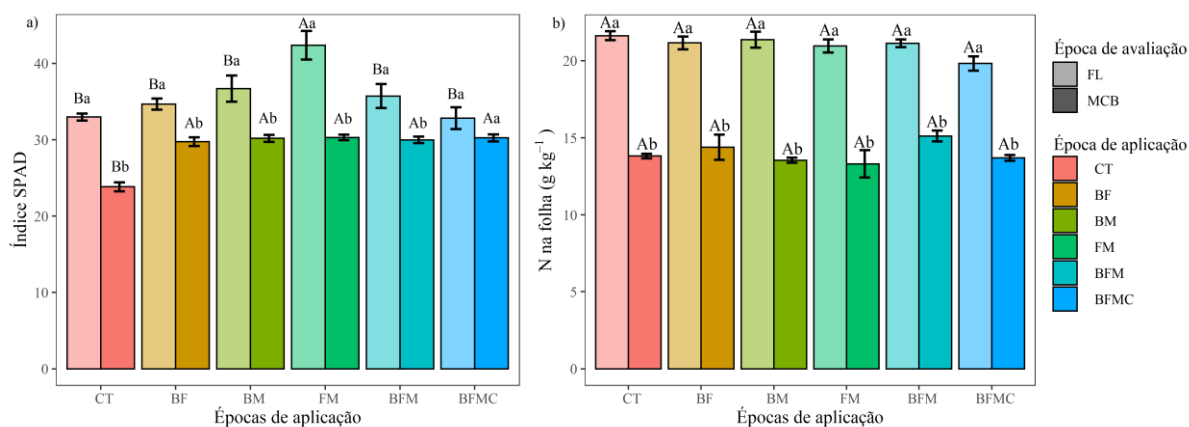 a)
Índice SPAD
40
30
20
10
0
Ba
Bb
Ba
Ab
Ba
Ab
Aa
Ab
Ba
Ab
Ba
Aa
CT BF BM FM BFM BFMC
Épocas de aplicação
b)
N na folha (g kg⁻¹)
20
15
10
5
0
Aa
Ab
Aa
Ab
Aa
Ab
Aa
Ab
Aa
Ab
Aa
Ab
CT BF BM FM BFM BFMC
Épocas de aplicação
Época de avaliação
FL
MCB
Época de aplicação
CT
BF
BM
FM
BFM
BFMC